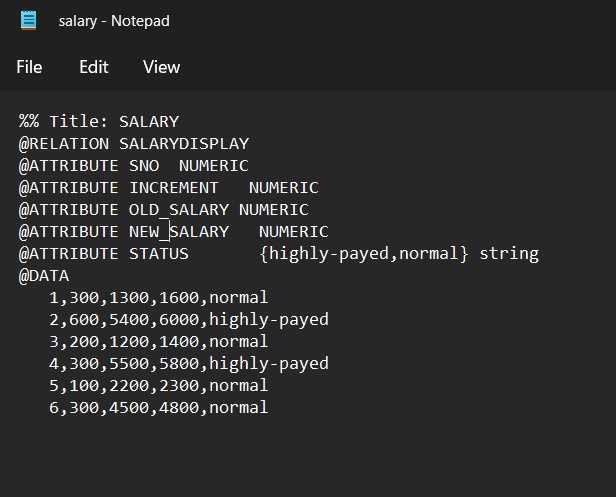 salary - Notepad
File Edit View
%% Title: SALARY
@RELATION SALARYDISPLAY
@ATTRIBUTE SNO  NUMERIC
@ATTRIBUTE INCREMENT   NUMERIC
@ATTRIBUTE OLD_SALARY NUMERIC
@ATTRIBUTE NEW_SALARY   NUMERIC
@ATTRIBUTE STATUS       {highly-payed,normal} string
@DATA
   1,300,1300,1600,normal
   2,600,5400,6000,highly-payed
   3,200,1200,1400,normal
   4,300,5500,5800,highly-payed
   5,100,2200,2300,normal
   6,300,4500,4800,normal